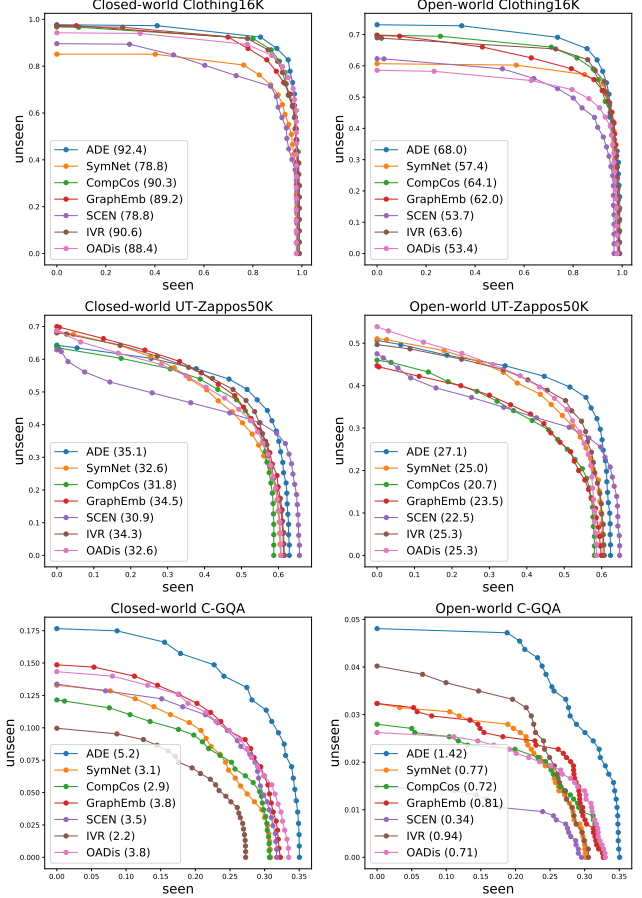 Closed-world Clothing16K
1.0
0.8
0.6
0.4
0.2
0.0
unseen
ADE (92.4)
SymNet (78.8)
CompCos (90.3)
GraphEmb (89.2)
SCEN (78.8)
IVR (90.6)
OADis (88.4)
0.0 0.2 0.4 0.6 0.8 1.0
seen
Open-world Clothing16K
0.7
0.6
0.5
0.4
0.3
0.2
0.1
0.0
unseen
ADE (68.0)
SymNet (57.4)
CompCos (64.1)
GraphEmb (62.0)
SCEN (53.7)
IVR (63.6)
OADis (53.4)
0.0 0.2 0.4 0.6 0.8 1.0
seen
Closed-world UT-Zappos50K
0.7
0.6
0.5
0.4
0.3
0.2
0.1
0.0
unseen
ADE (35.1)
SymNet (32.6)
CompCos (31.8)
GraphEmb (34.5)
SCEN (30.9)
IVR (34.3)
OADis (32.6)
0.0 0.1 0.2 0.3 0.4 0.5 0.6
seen
Open-world UT-Zappos50K
0.5
0.4
0.3
0.2
0.1
0.0
unseen
ADE (27.1)
SymNet (25.0)
CompCos (20.7)
GraphEmb (23.5)
SCEN (22.5)
IVR (25.3)
OADis (25.3)
0.0 0.1 0.2 0.3 0.4 0.5 0.6
seen
Closed-world C-GQA
0.175
0.150
0.125
0.100
0.075
0.050
0.025
0.000
unseen
ADE (5.2)
SymNet (3.1)
CompCos (2.9)
GraphEmb (3.8)
SCEN (3.5)
IVR (2.2)
OADis (3.8)
0.00 0.05 0.10 0.15 0.20 0.25 0.30 0.35
seen
Open-world C-GQA
0.05
0.04
0.03
0.02
0.01
0.00
unseen
ADE (1.42)
SymNet (0.77)
CompCos (0.72)
GraphEmb (0.81)
SCEN (0.34)
IVR (0.94)
OADis (0.71)
0.00 0.05 0.10 0.15 0.20 0.25 0.30 0.35
seen